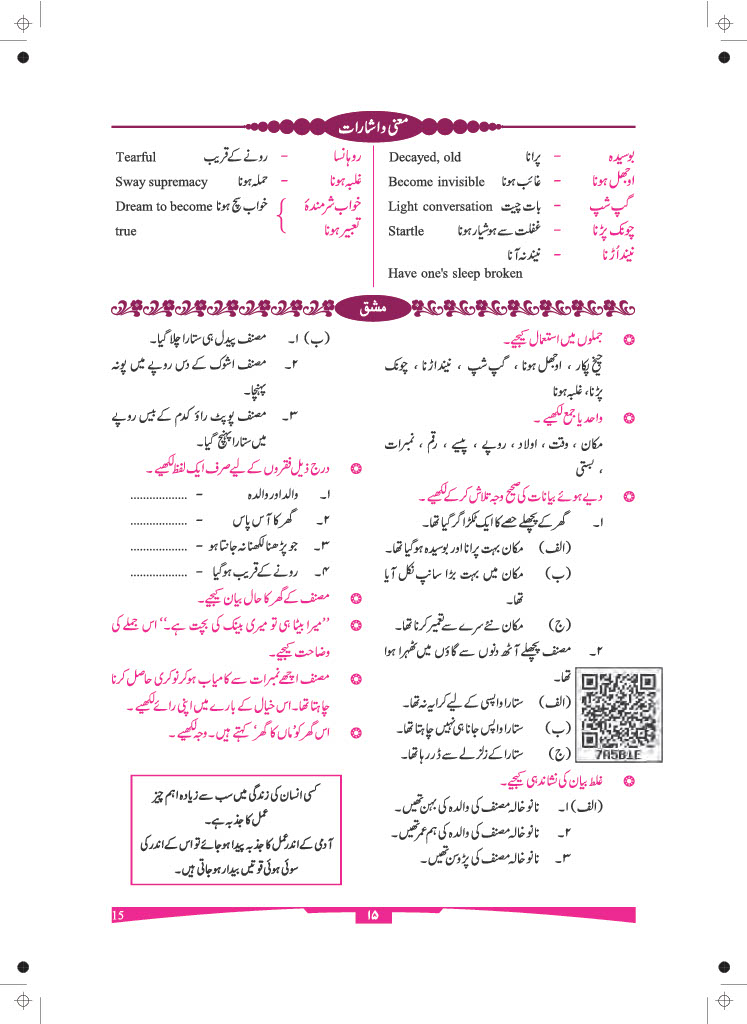 معنی و اشارات
بوسیدہ - پرانا Decayed, old
اوجھل ہونا - غائب ہونا Become invisible
گپ شپ - بات چیت Light conversation
چونک پڑنا - غفلت سے ہوشیار ہونا Startle
نیند اُڑنا - نیند نہ آنا
Have one's sleep broken
روہانسا - رونے کے قریب Tearful
غلبہ ہونا - حملہ ہونا Sway supremacy
خواب شرمندۂ } خواب سچ ہونا Dream to become
تعبیر ہونا true
مشق
جملوں میں استعمال کیجیے۔
چیخ پکار ، اوجھل ہونا ، گپ شپ ، نیند اڑنا ، چونک
پڑنا، غلبہ ہونا
واحد یا جمع لکھیے ۔
مکان ، وقت ، اولاد ، روپے ، پیسے ، رقم ، نمبرات
، بستی
دیے ہوئے بیانات کی صحیح وجہ تلاش کر کے لکھیے ۔
۱۔ گھر کے پچھلے حصے کا ایک ٹکڑا گر گیا تھا۔
(الف) مکان بہت پرانا اور بوسیدہ ہو گیا تھا۔
(ب) مکان میں بہت بڑا سانپ نکل آیا
تھا۔
(ج) مکان نئے سرے سے تعمیر کرنا تھا۔
۲۔ مصنف پچھلے آٹھ دنوں سے گاؤں میں ٹھہرا ہوا
تھا۔
(الف) ستارا واپسی کے لیے کرایہ نہ تھا۔
(ب) ستارا واپس جانا ہی نہیں چاہتا تھا۔
(ج) ستارا کے زلزلے سے ڈر رہا تھا۔
7A5B1E
غلط بیان کی نشاندہی کیجیے۔
(الف) ۱۔ نانو خالہ مصنف کی والدہ کی بہن تھیں۔
۲۔ نانو خالہ مصنف کی والدہ کی ہم عمر تھیں۔
۳۔ نانو خالہ مصنف کی پڑوسن تھیں۔
(ب) ۱۔ مصنف پیدل ہی ستارا چلا گیا۔
۲۔ مصنف اشوک کے دس روپے میں پونہ
پہنچا۔
۳۔ مصنف پوپٹ راؤ کدم کے بیس روپے
میں ستارا پہنچ گیا۔
درج ذیل فقروں کے لیے صرف ایک لفظ لکھیے ۔
۱۔ والد اور والدہ - ..................
۲۔ گھر کا آس پاس - ..................
۳۔ جو پڑھنا لکھنا نہ جانتا ہو - ..................
۴۔ رونے کے قریب ہو گیا - ..................
مصنف کے گھر کا حال بیان کیجیے۔
’’میرا بیٹا ہی تو میری بینک کی بچت ہے۔‘‘ اس جملے کی
وضاحت کیجیے۔
مصنف اچھے نمبرات سے کامیاب ہو کر نوکری حاصل کرنا
چاہتا تھا۔ اس خیال کے بارے میں اپنی رائے لکھیے ۔
اس گھر کو ’ماں کا گھر‘ کہتے ہیں۔ وجہ لکھیے ۔
کسی انسان کی زندگی میں سب سے زیادہ اہم چیز
عمل کا جذبہ ہے۔
آدمی کے اندر عمل کا جذبہ پیدا ہو جائے تو اس کے اندر کی
سوئی ہوئی قوتیں بیدار ہو جاتی ہیں۔
15
۱۵